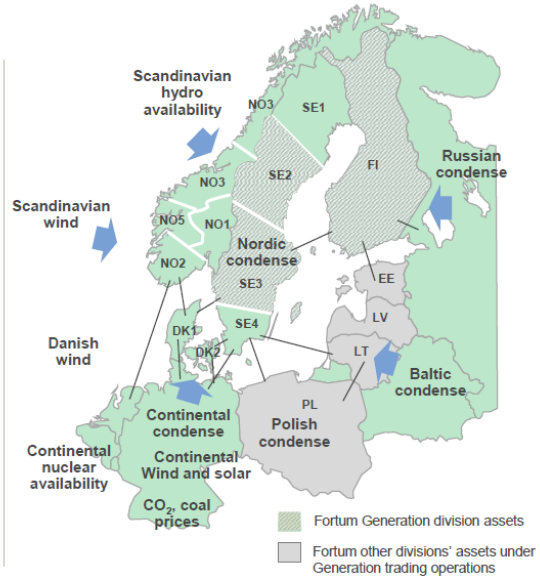 Scandinavian
hydro
availability
NO3
SE1
FI
Russian
condense
SE2
NO3
Scandinavian
wind
NO5
NO1
Nordic
condense
NO2
SE3
EE
LV
SE4
DK1
DK2
LT
Danish
wind
Baltic
condense
PL
Polish
condense
Continental
condense
Continental
nuclear
availability
Continental
Wind and solar
CO₂, coal
prices
Fortum Generation division assets
Fortum other divisions' assets under
Generation trading operations